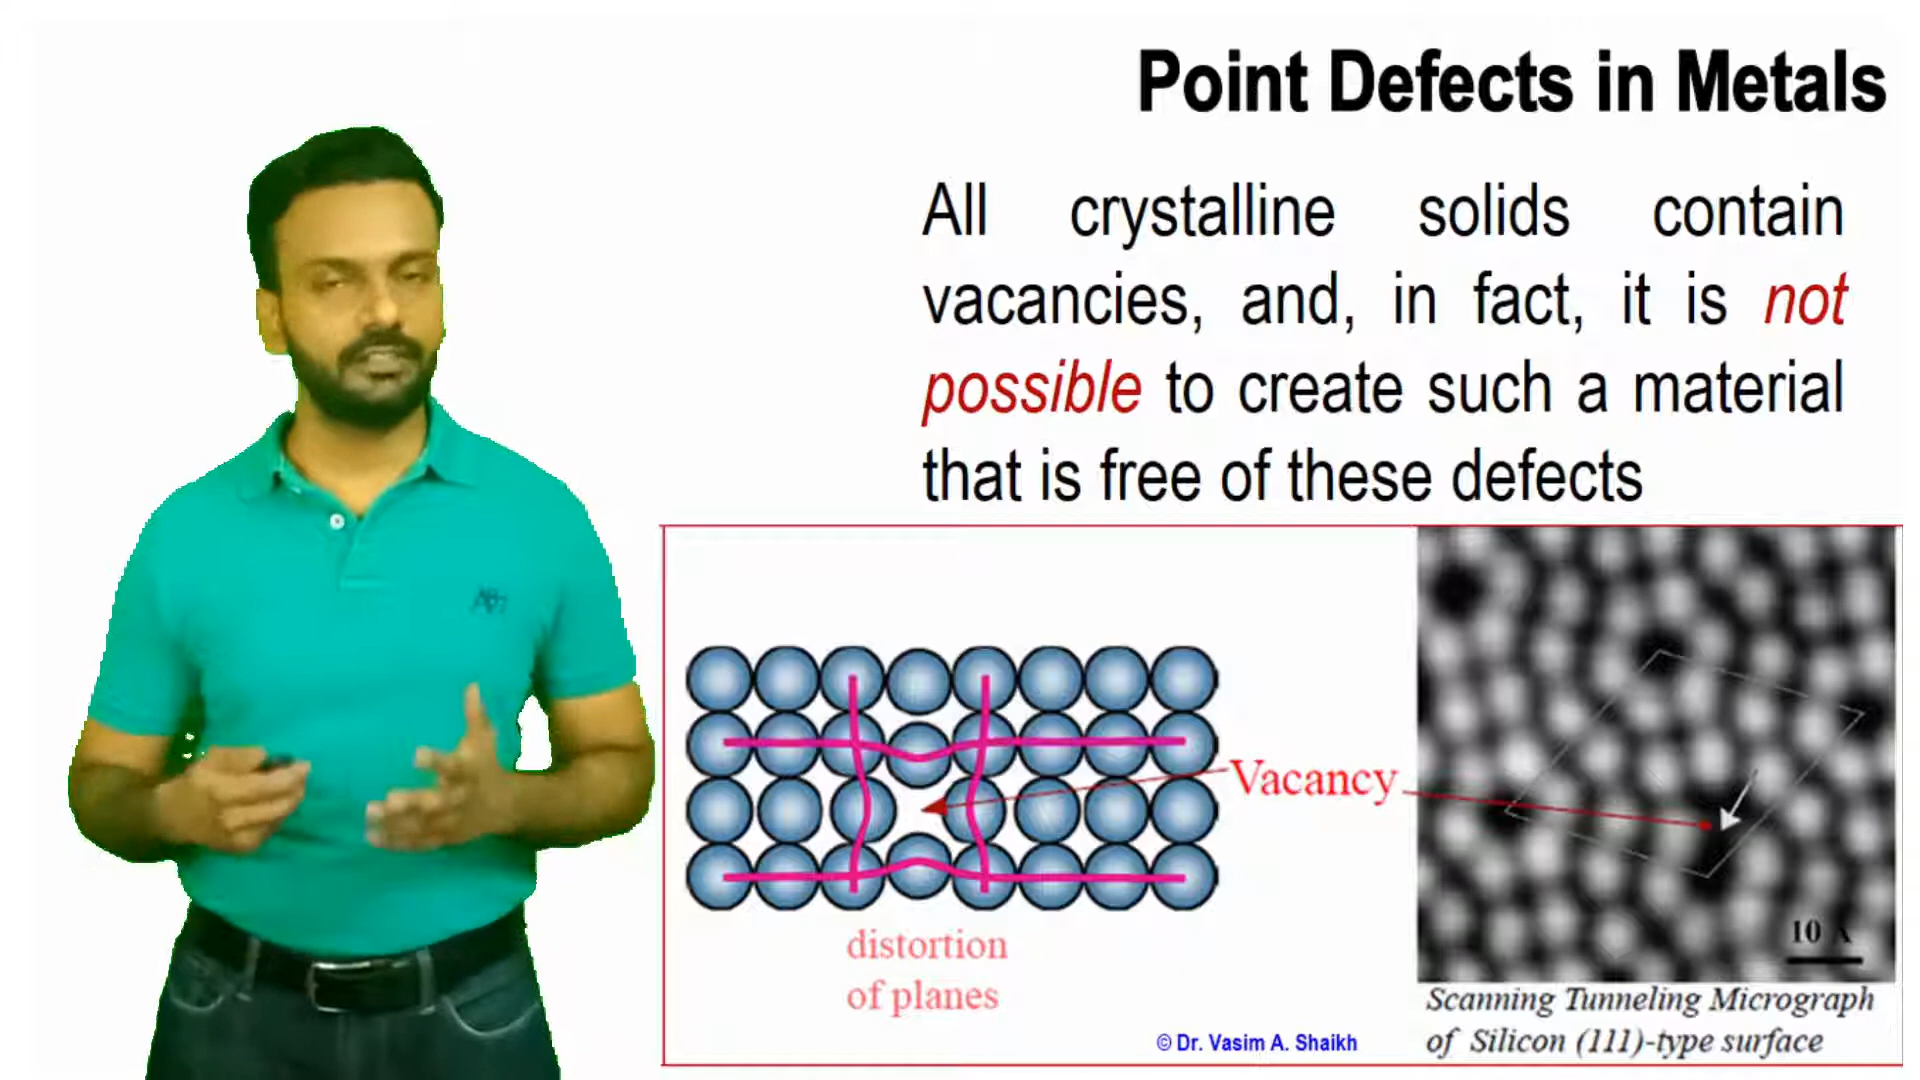 Point Defects in Metals
All crystalline solids contain
vacancies, and, in fact, it is not
possible to create such a material
that is free of these defects
Vacancy
distortion
of planes
10
Scanning Tunneling Micrograph
of Silicon (111)-type surface
© Dr. Vasim A. Shaikh